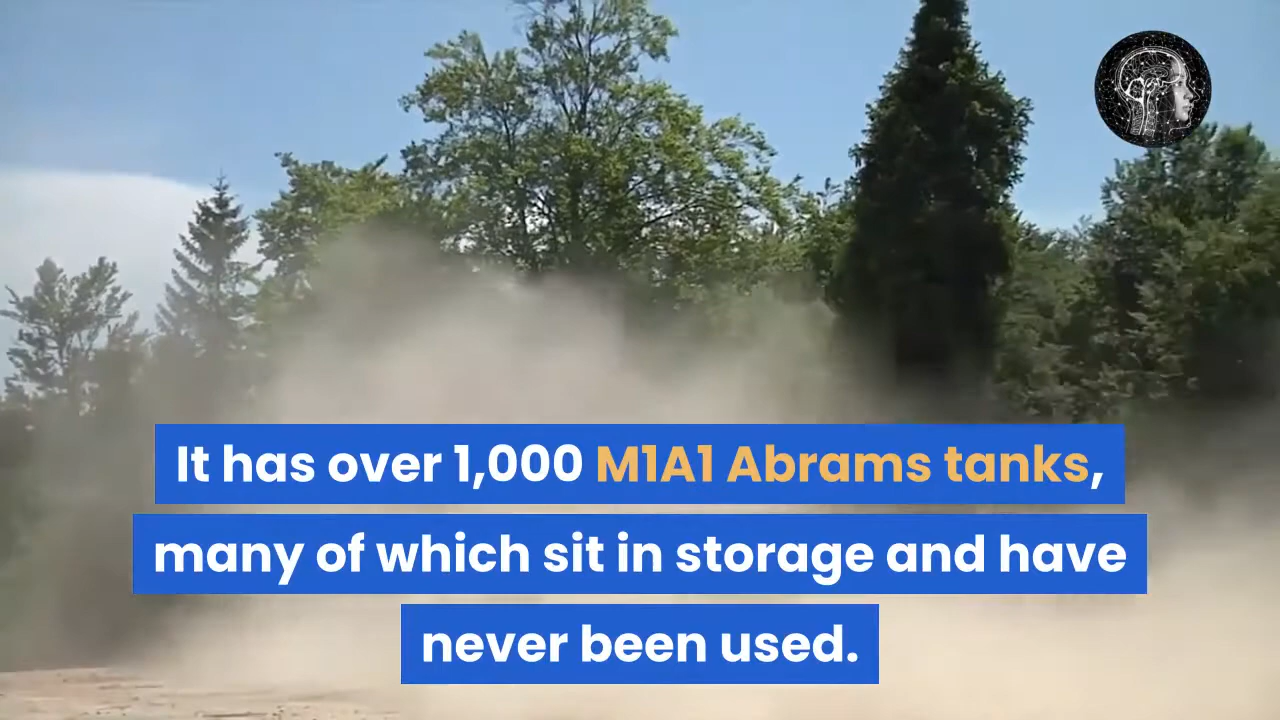 It has over 1,000 M1A1 Abrams tanks,
many of which sit in storage and have
never been used.